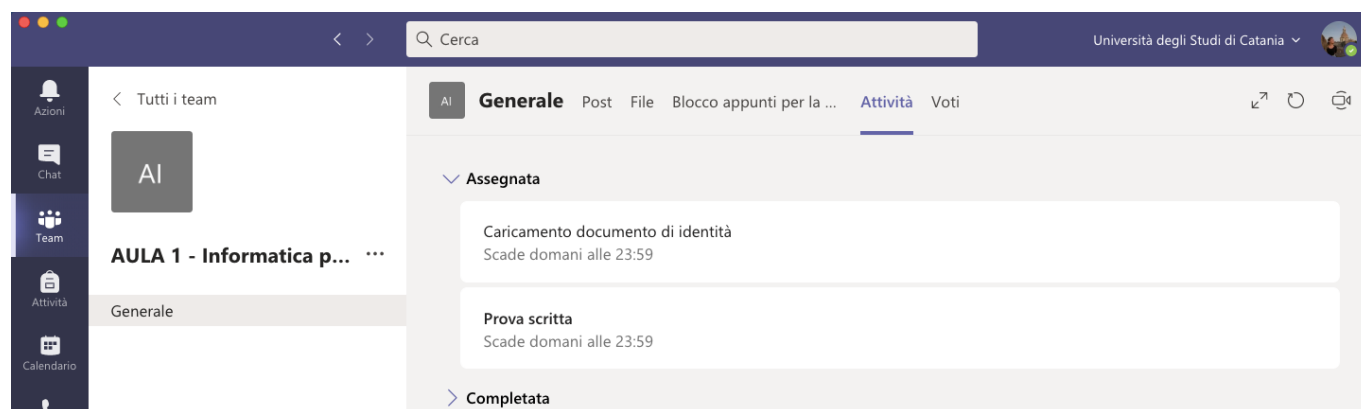 Cerca
Università degli Studi di Catania
Azioni
Chat
Team
Attività
Calendario
Tutti i team
AI
AULA 1 - Informatica p... ...
Generale
AI Generale Post File Blocco appunti per la ... Attività Voti
Assegnata
Caricamento documento di identità
Scade domani alle 23:59
Prova scritta
Scade domani alle 23:59
Completata